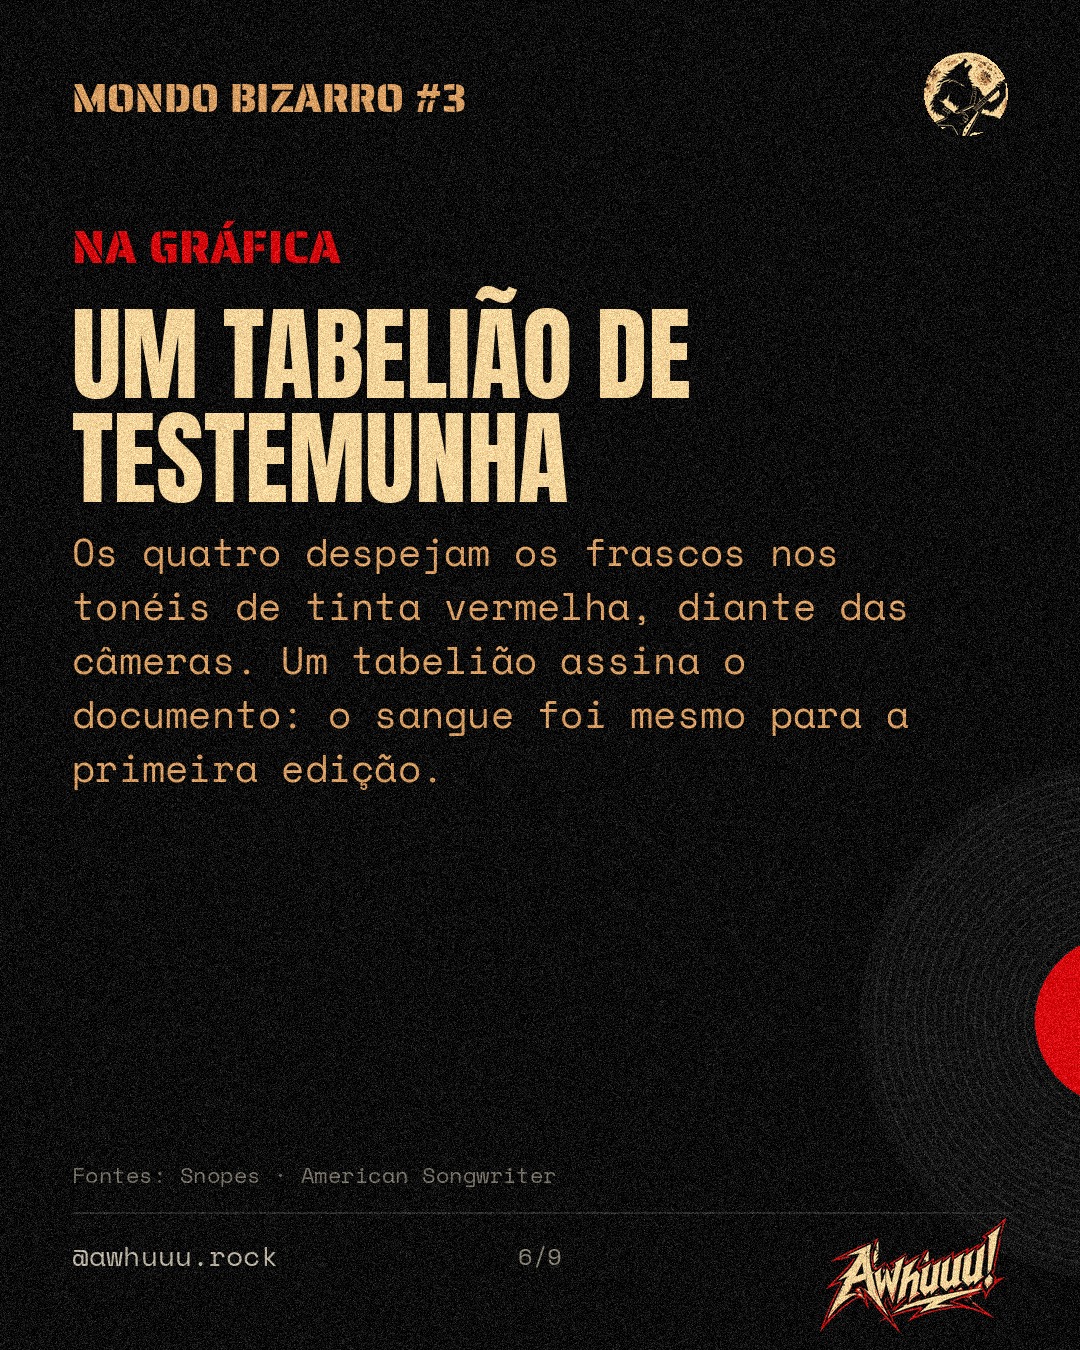 MONDO BIZARRO #3
NA GRÁFICA
UM TABELIÃO DE
TESTEMUNHA
Os quatro despejam os frascos nos
tonéis de tinta vermelha, diante das
câmeras. Um tabelião assina o
documento: o sangue foi mesmo para a
primeira edição.
Fontes: Snopes · American Songwriter
@awhuuu.rock
6/9
Awhuuu!